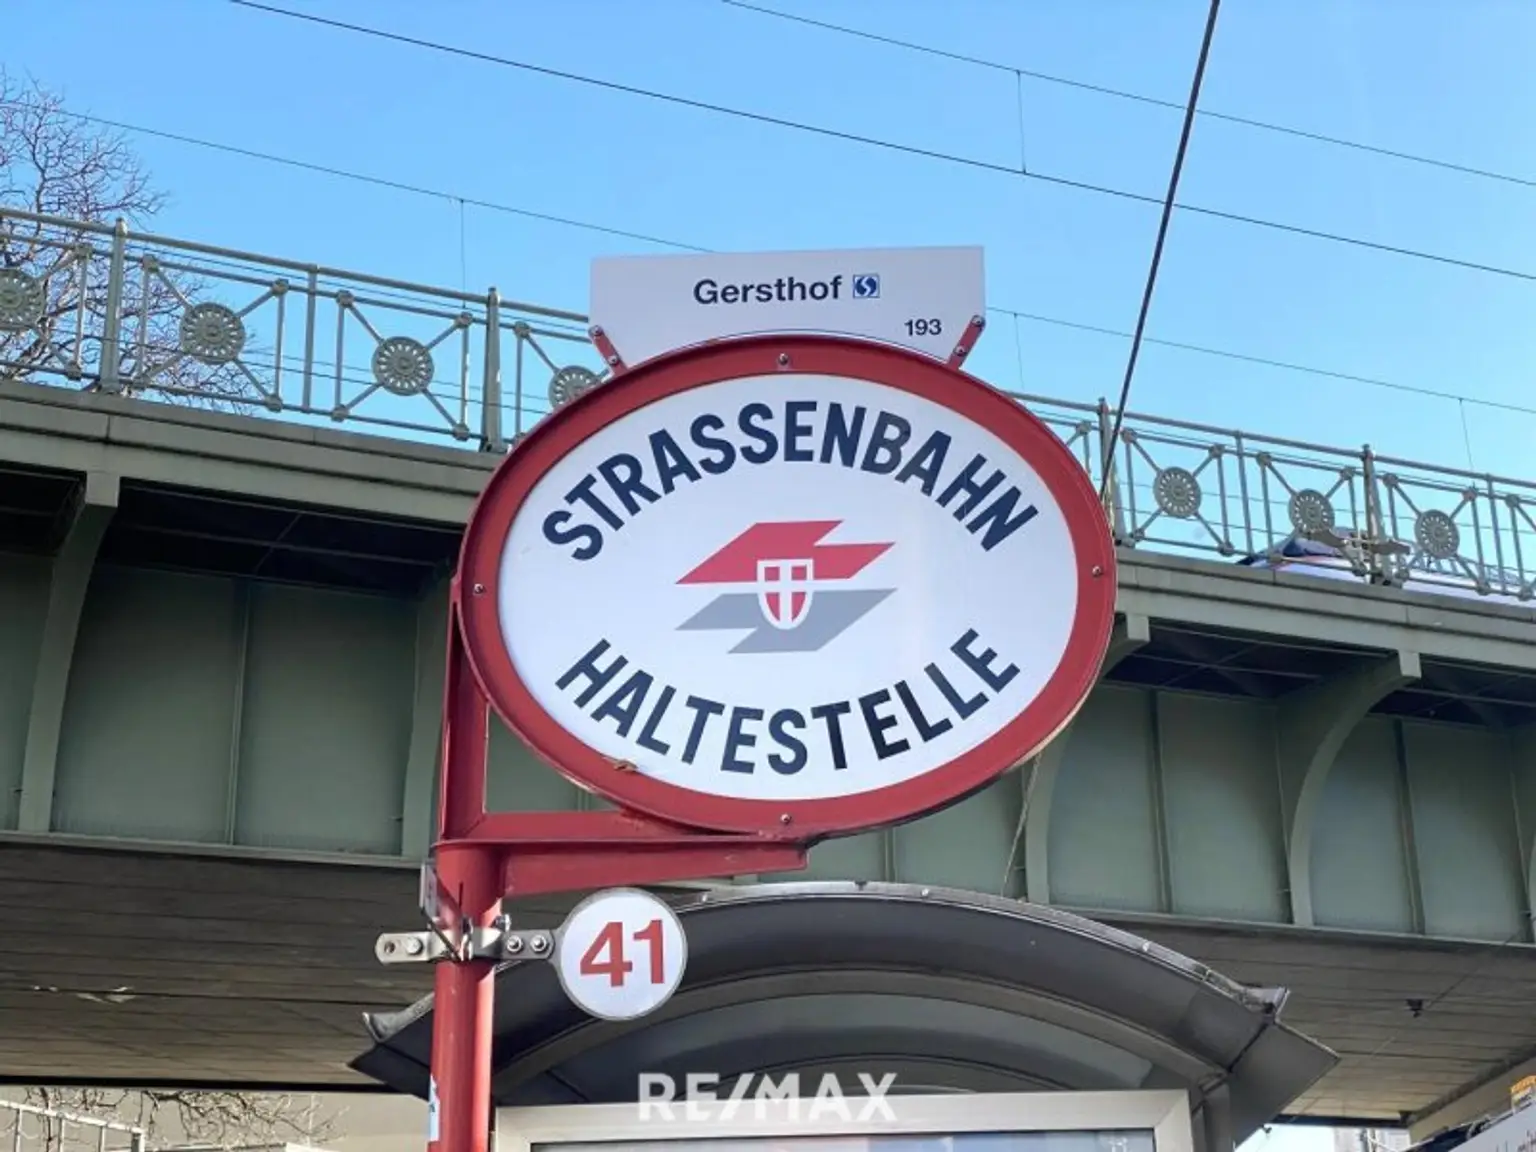 Gersthof S
193
STRASSENBAHN
HALTESTELLE
41
RE/MAX